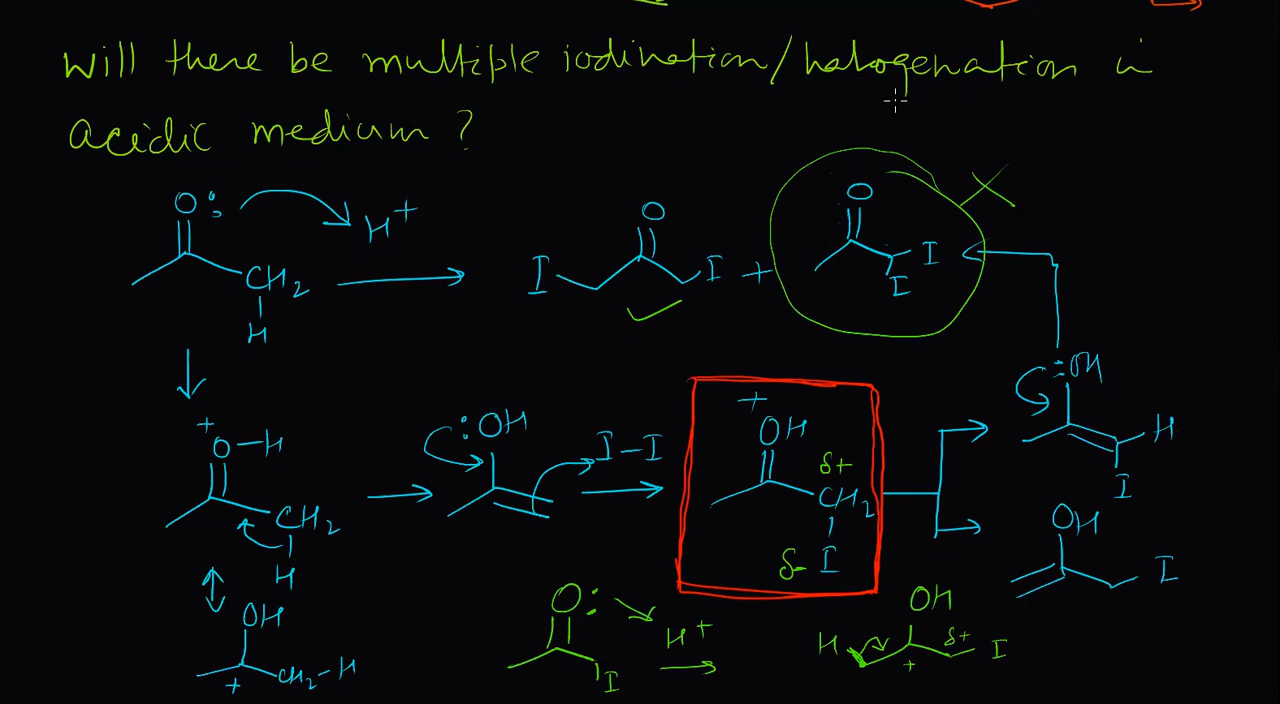 Will there be multiple iodination/halogenation in
acidic medium ?
O: H+
CH2
H
O
I I +
O
I
I
+
O-H
CH2
H
:OH
I-I
+
OH
δ+
CH2
I
δ-
:OH
H
I
OH
I
OH
+ CH2-H
O:
H+
I
OH
H δ+ I
+